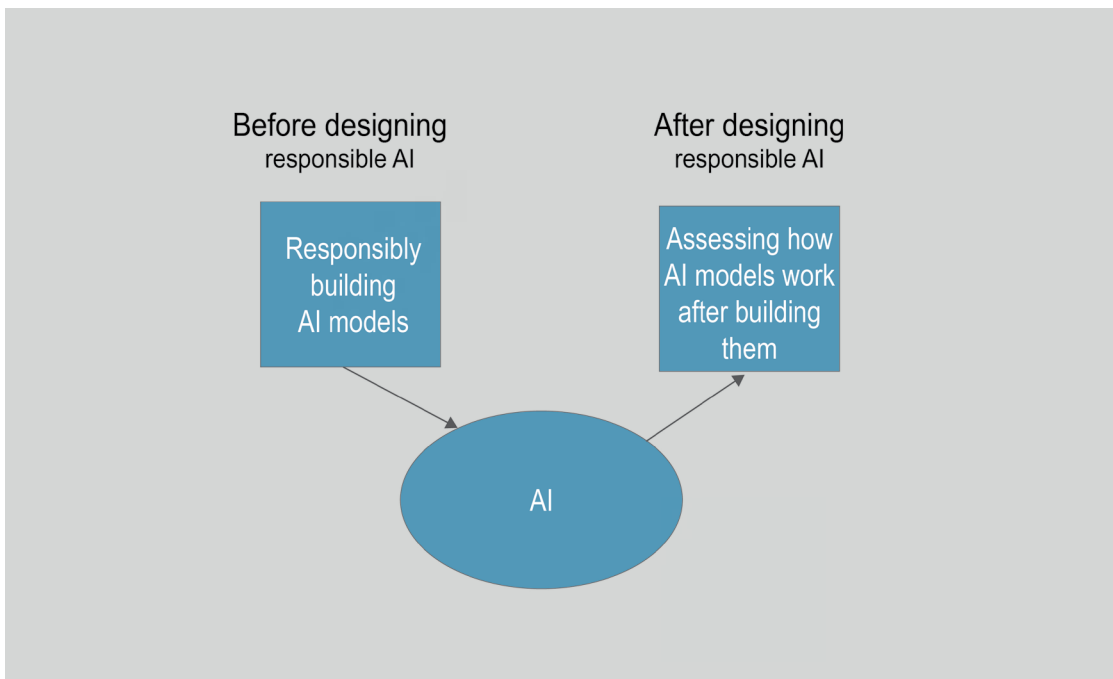 Before designing
responsible AI
Responsibly
building
AI models
After designing
responsible AI
Assessing how
AI models work
after building
them
AI